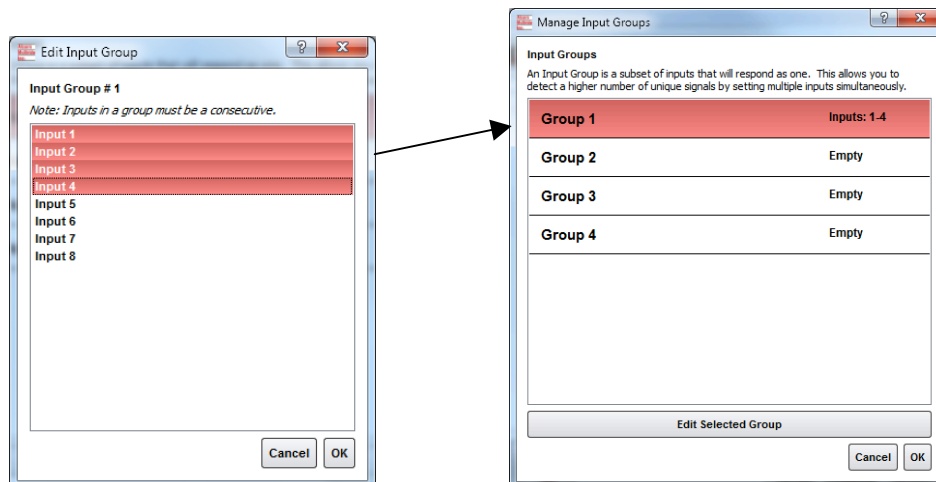 Edit Input Group
Input Group # 1
Note: Inputs in a group must be a consecutive.
Input 1
Input 2
Input 3
Input 4
Input 5
Input 6
Input 7
Input 8
Cancel OK
Manage Input Groups
Input Groups
An Input Group is a subset of inputs that will respond as one. This allows you to
detect a higher number of unique signals by setting multiple inputs simultaneously.
Group 1 Inputs: 1-4
Group 2 Empty
Group 3 Empty
Group 4 Empty
Edit Selected Group
Cancel OK